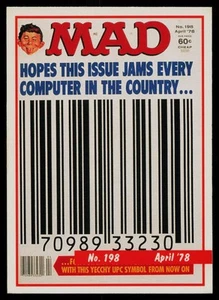 MAD
No. 198
April '78
60¢
CHEAP
HOPES THIS ISSUE JAMS EVERY
COMPUTER IN THE COUNTRY...
70989 33230
No. 198 April '78
WITH THIS YECCHY UPC SYMBOL FROM NOW ON